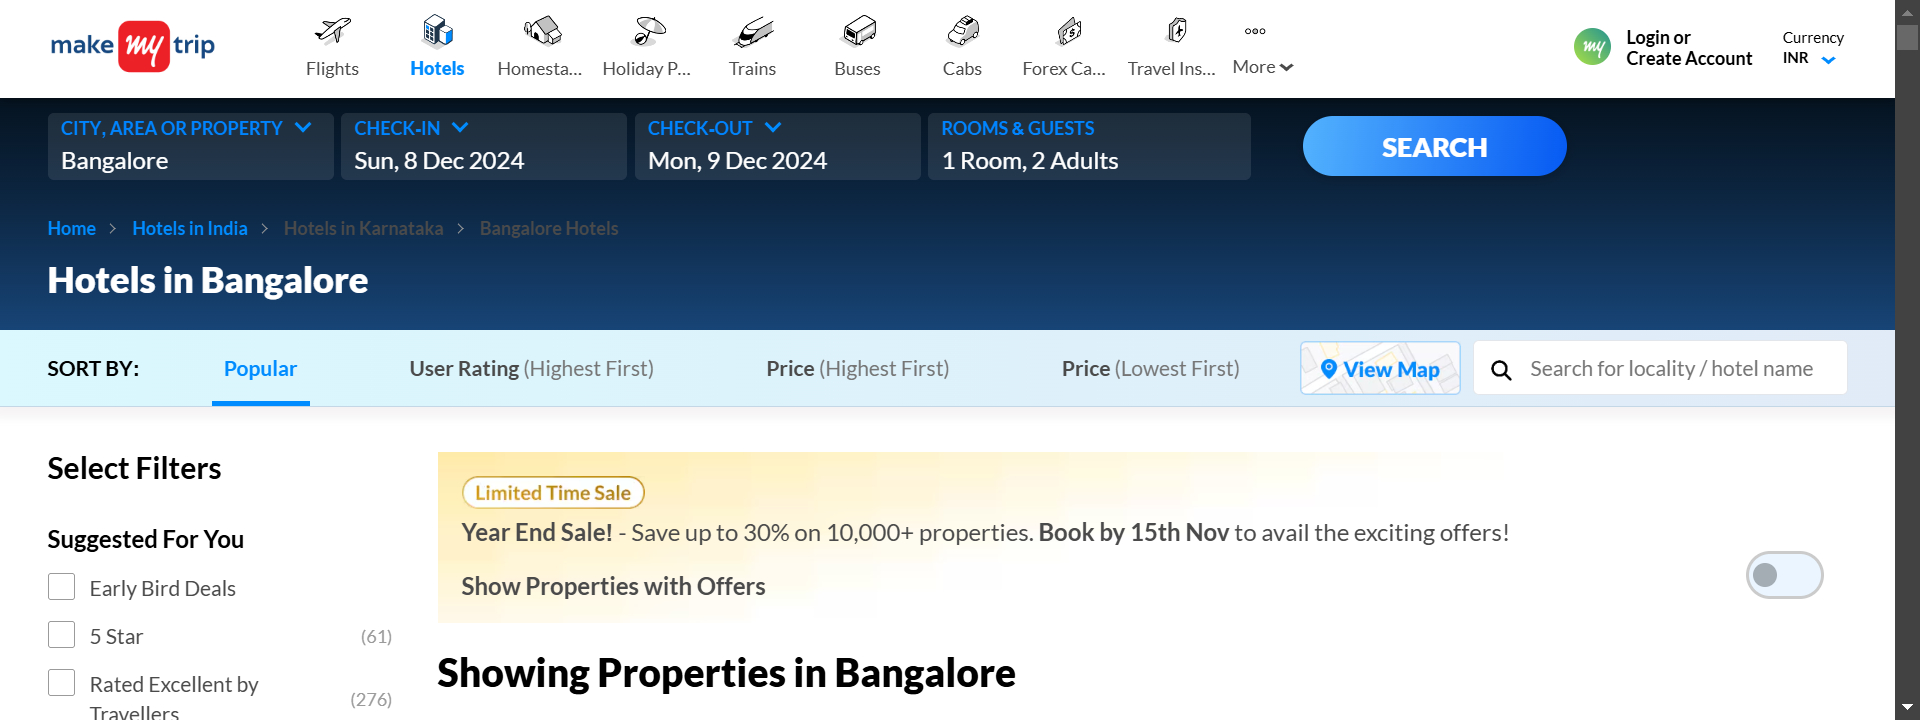 make my trip
Flights
Hotels
Homesta...
Holiday P...
Trains
Buses
Cabs
Forex Ca...
Travel Ins...
More
my
Login or
Create Account
Currency
INR
CITY, AREA OR PROPERTY
Bangalore
CHECK-IN
Sun, 8 Dec 2024
CHECK-OUT
Mon, 9 Dec 2024
ROOMS & GUESTS
1 Room, 2 Adults
SEARCH
Home > Hotels in India > Hotels in Karnataka > Bangalore Hotels
Hotels in Bangalore
SORT BY:
Popular
User Rating (Highest First)
Price (Highest First)
Price (Lowest First)
View Map
Search for locality / hotel name
Select Filters
Suggested For You
Early Bird Deals
5 Star (61)
Rated Excellent by
Travellers (276)
Limited Time Sale
Year End Sale! - Save up to 30% on 10,000+ properties. Book by 15th Nov to avail the exciting offers!
Show Properties with Offers
Showing Properties in Bangalore